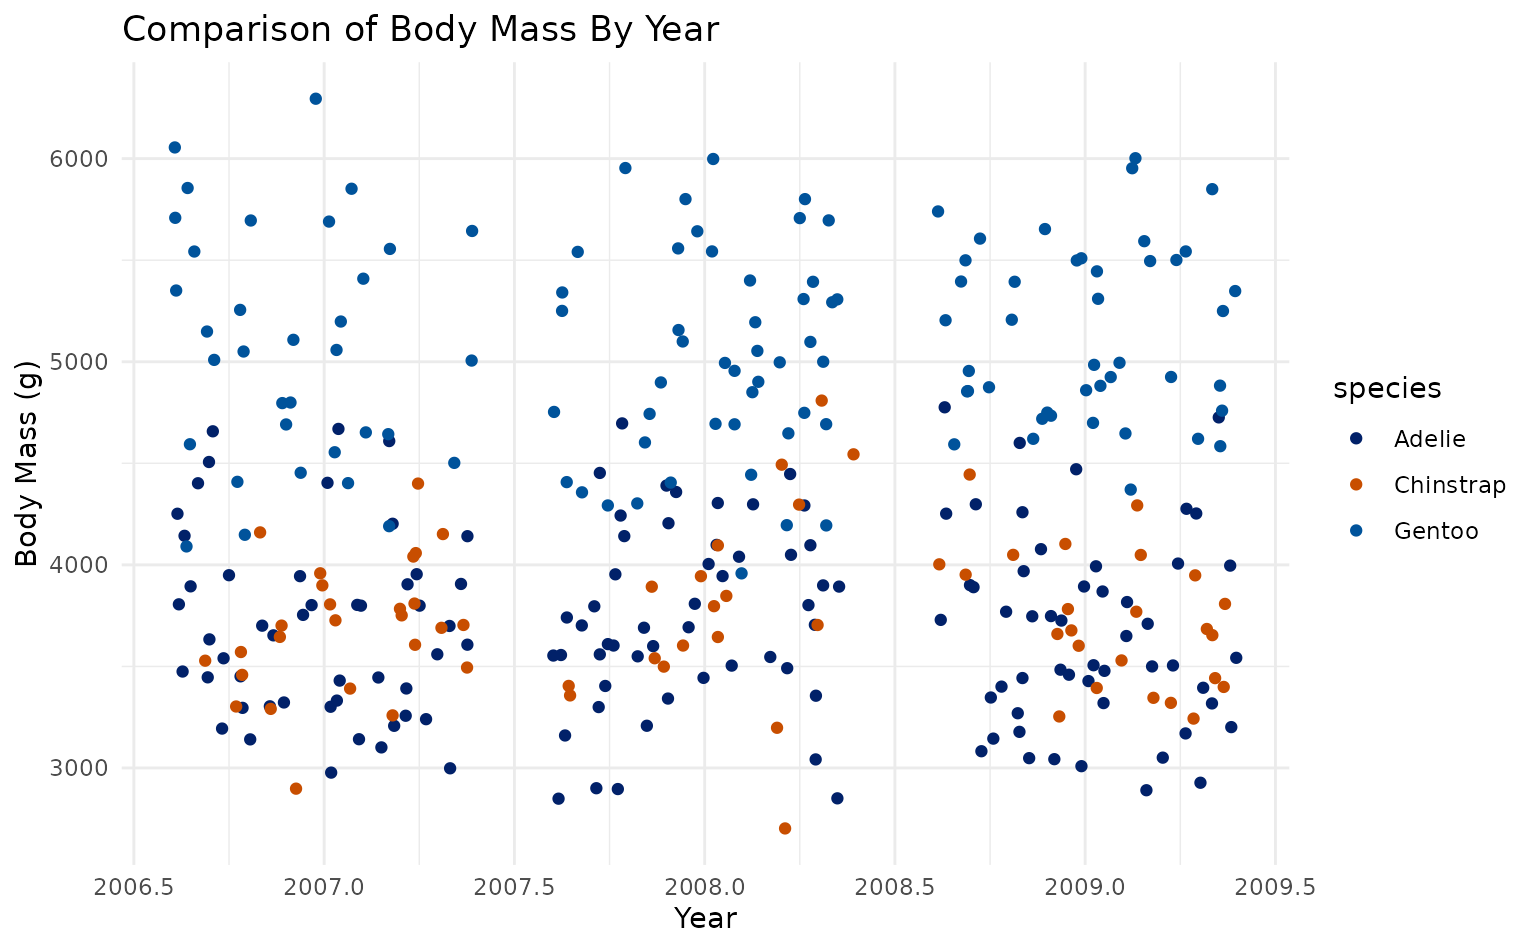 Comparison of Body Mass By Year
6000
5000
4000
3000
Body Mass (g)
2006.5 2007.0 2007.5 2008.0 2008.5 2009.0 2009.5
Year
species
Adelie
Chinstrap
Gentoo